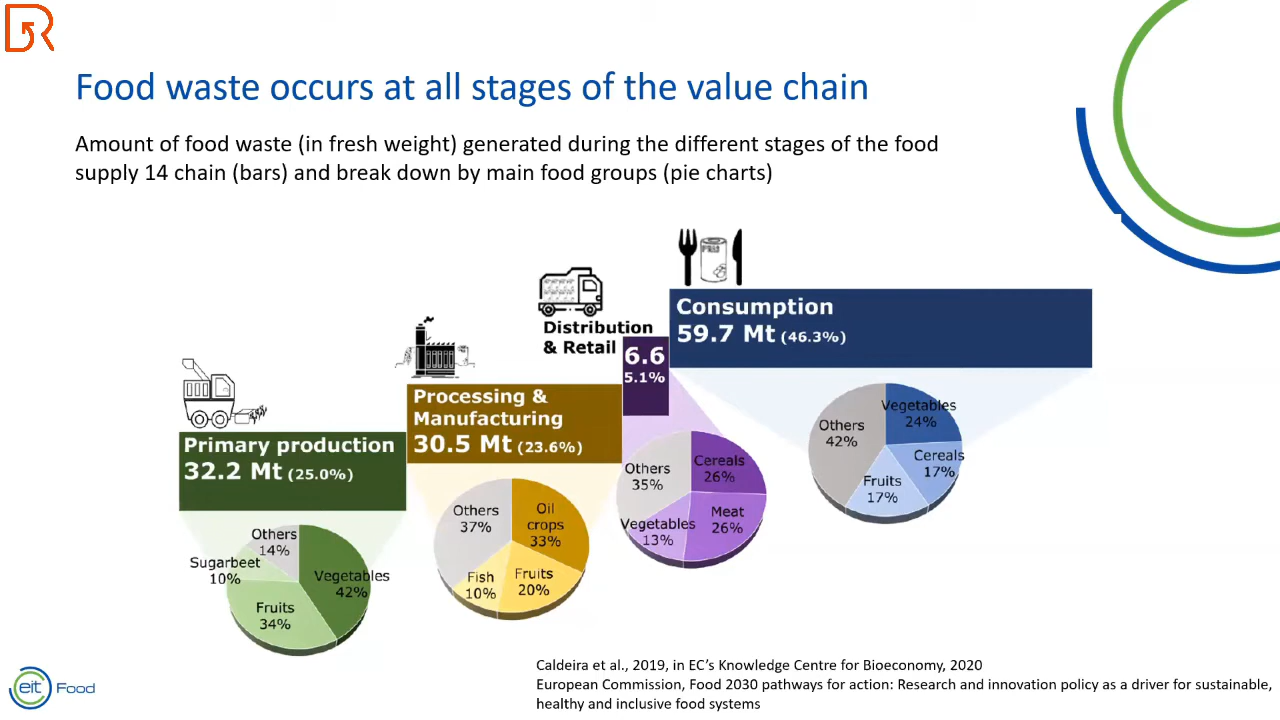 Food waste occurs at all stages of the value chain
Amount of food waste (in fresh weight) generated during the different stages of the food
supply 14 chain (bars) and break down by main food groups (pie charts)
Primary production
32.2 Mt (25.0%)
Others
14%
Sugarbeet
10%
Vegetables
42%
Fruits
34%
Processing &
Manufacturing
30.5 Mt (23.6%)
Others
37%
Oil
crops
33%
Fish
10%
Fruits
20%
Distribution
& Retail
6.6
5.1%
Others
35%
Cereals
26%
Vegetables
13%
Meat
26%
Consumption
59.7 Mt (46.3%)
Others
42%
Vegetables
24%
Cereals
17%
Fruits
17%
Caldeira et al., 2019, in EC's Knowledge Centre for Bioeconomy, 2020
European Commission, Food 2030 pathways for action: Research and innovation policy as a driver for sustainable,
healthy and inclusive food systems
eit Food